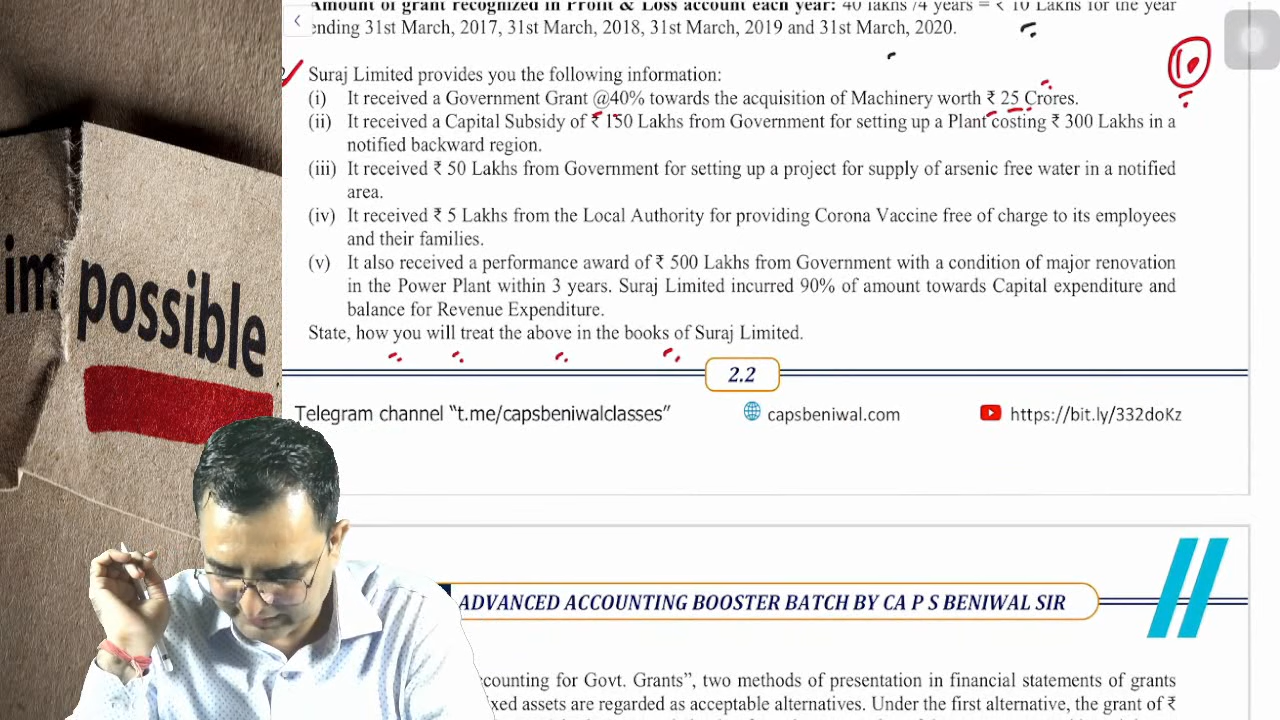 Amount of grant recognized in Profit & Loss account each year: 40 lakhs /4 years = ₹ 10 Lakhs for the year
ending 31st March, 2017, 31st March, 2018, 31st March, 2019 and 31st March, 2020.
10
Suraj Limited provides you the following information:
(i) It received a Government Grant @40% towards the acquisition of Machinery worth ₹ 25 Crores.
(ii) It received a Capital Subsidy of ₹ 150 Lakhs from Government for setting up a Plant costing ₹ 300 Lakhs in a
notified backward region.
(iii) It received ₹ 50 Lakhs from Government for setting up a project for supply of arsenic free water in a notified
area.
(iv) It received ₹ 5 Lakhs from the Local Authority for providing Corona Vaccine free of charge to its employees
and their families.
(v) It also received a performance award of ₹ 500 Lakhs from Government with a condition of major renovation
in the Power Plant within 3 years. Suraj Limited incurred 90% of amount towards Capital expenditure and
balance for Revenue Expenditure.
State, how you will treat the above in the books of Suraj Limited.
2.2
Telegram channel "t.me/capsbeniwalclasses" capsbeniwal.com https://bit.ly/332doKz
im possible
ADVANCED ACCOUNTING BOOSTER BATCH BY CA P S BENIWAL SIR
counting for Govt. Grants", two methods of presentation in financial statements of grants
xed assets are regarded as acceptable alternatives. Under the first alternative, the grant of ₹